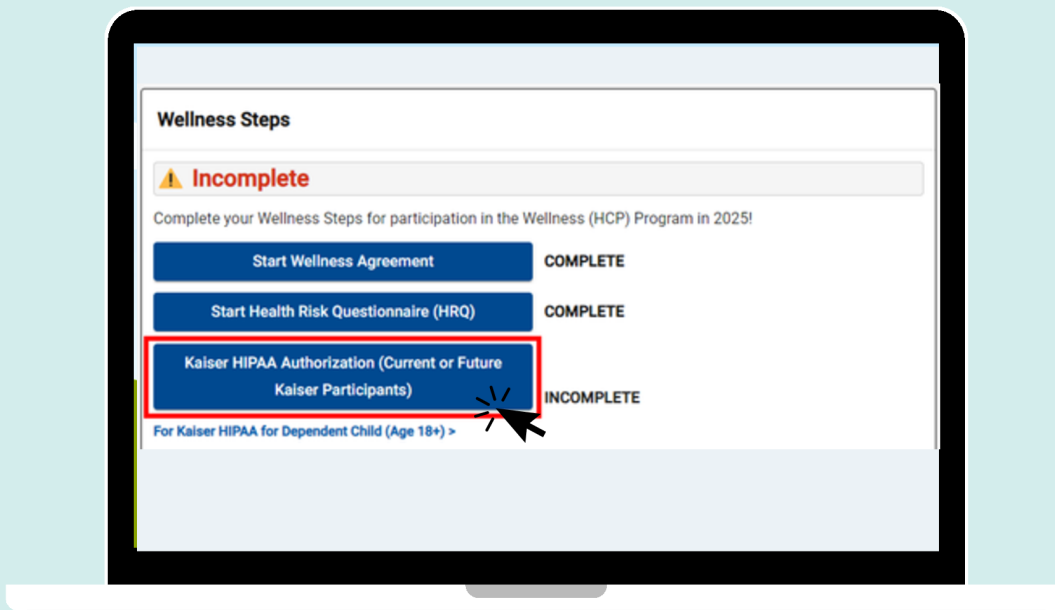 Wellness Steps
Incomplete
Complete your Wellness Steps for participation in the Wellness (HCP) Program in 2025!
Start Wellness Agreement COMPLETE
Start Health Risk Questionnaire (HRQ) COMPLETE
Kaiser HIPAA Authorization (Current or Future
Kaiser Participants)
INCOMPLETE
For Kaiser HIPAA for Dependent Child (Age 18+) >